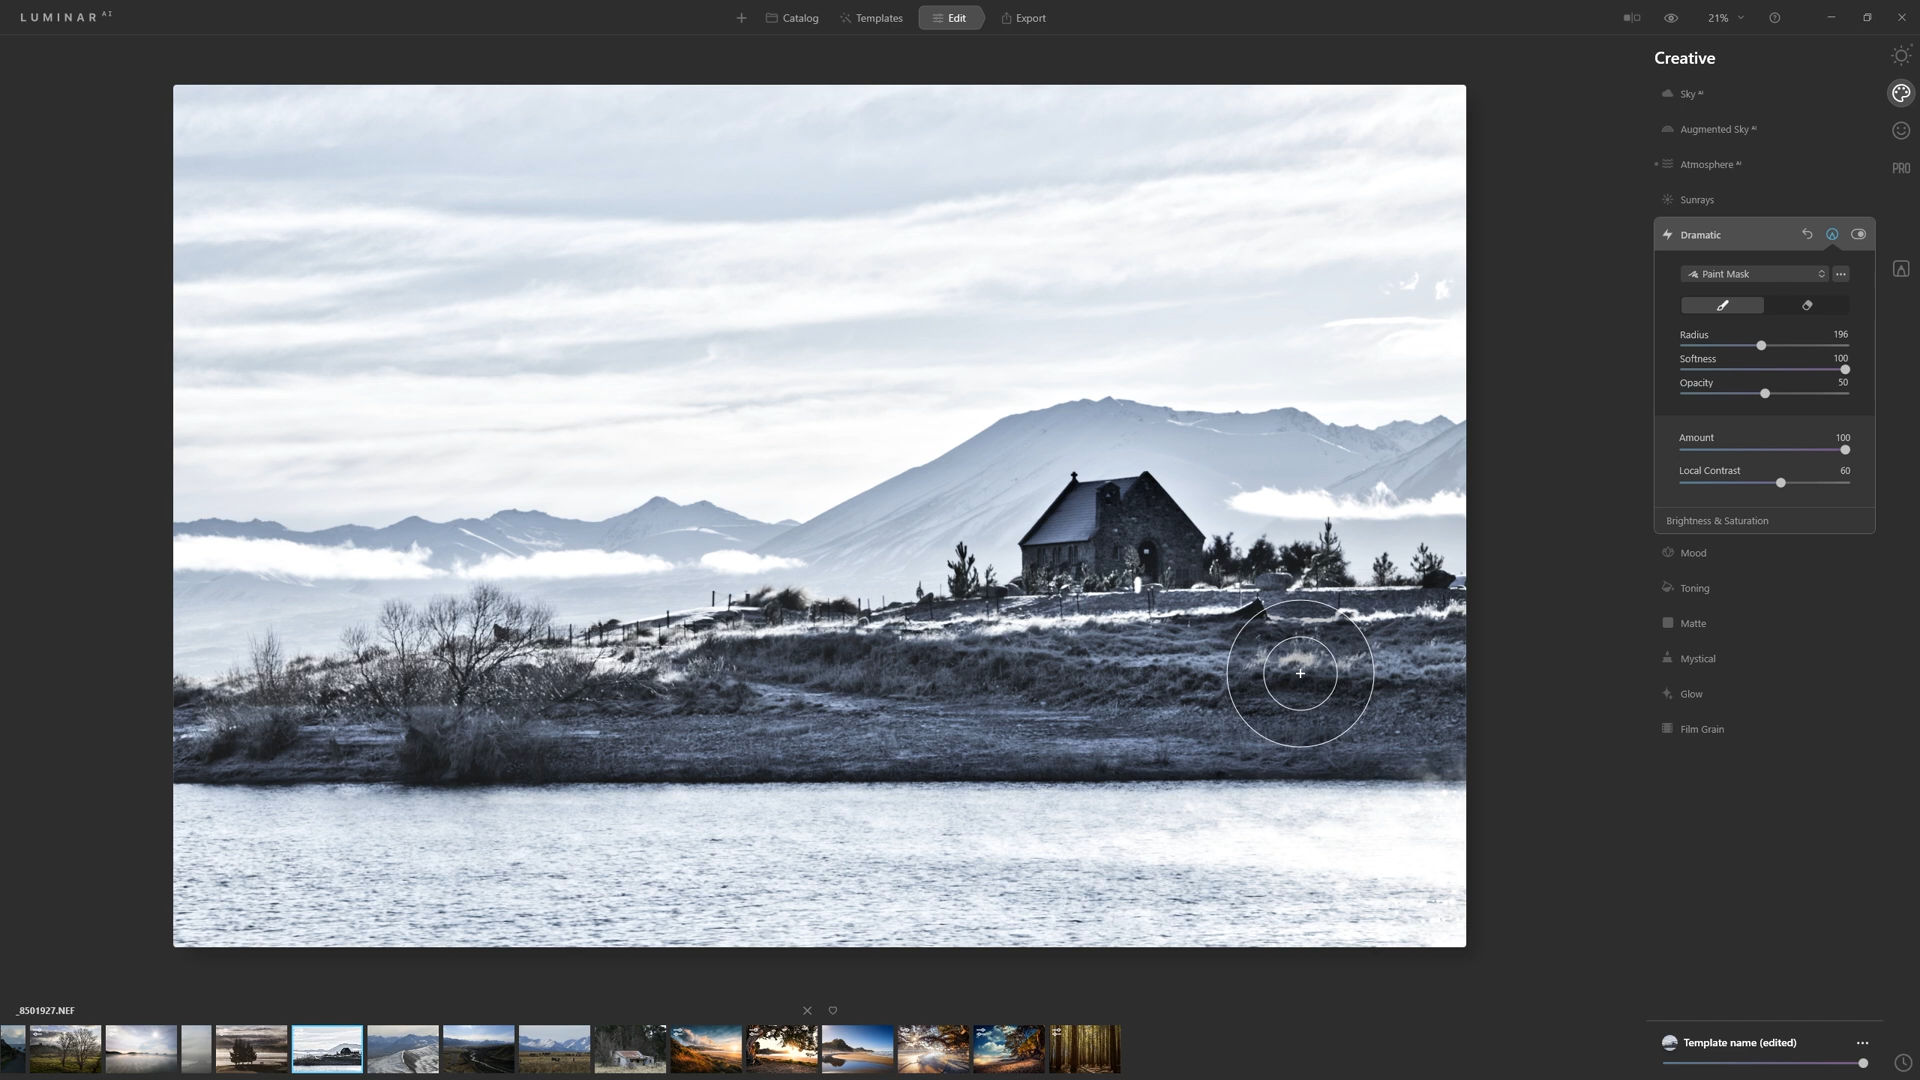 LUMINAR AI
Catalog
Templates
Edit
Export
21%
Creative
Sky AI
Augmented Sky AI
Atmosphere AI
Sunrays
PRO
Dramatic
Paint Mask
Radius 196
Softness 100
Opacity 50
Amount 100
Local Contrast 60
Brightness & Saturation
Mood
Toning
Matte
Mystical
Glow
Film Grain
_8501927.NEF
Template name (edited)